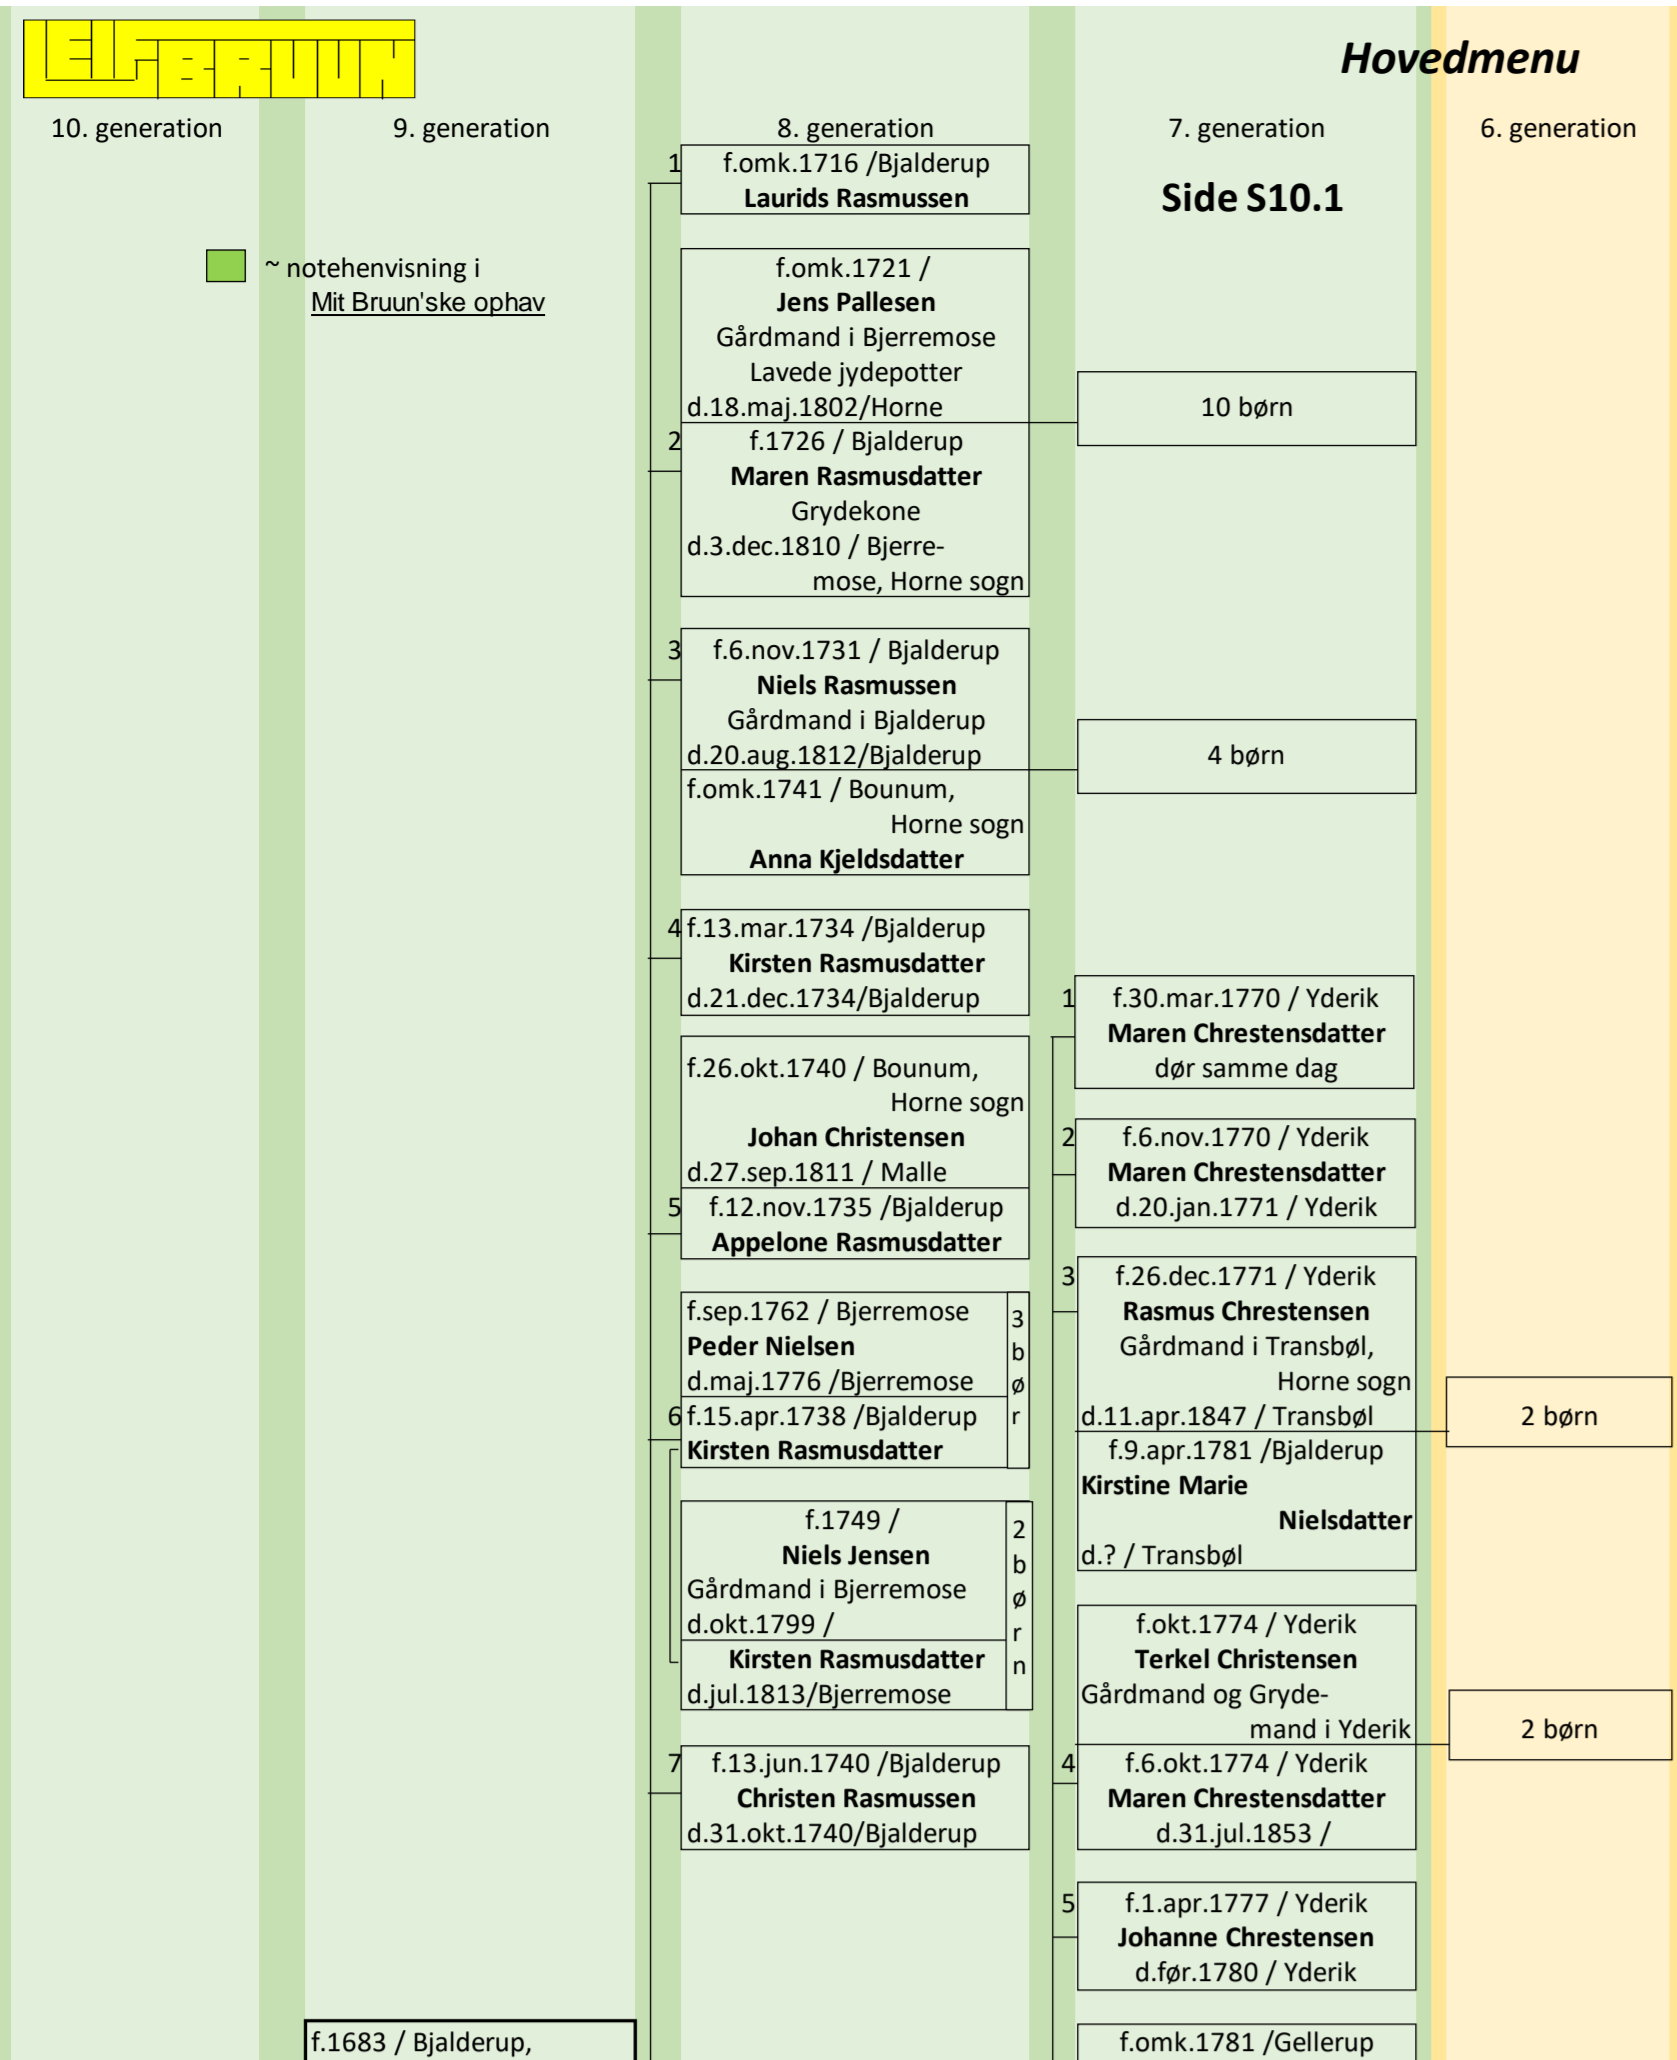 LEIF BRUUN
Hovedmenu
10. generation
9. generation
8. generation
7. generation
6. generation
Side S10.1
~ notehenvisning i
Mit Bruun'ske ophav
1
f.omk.1716 /Bjalderup
Laurids Rasmussen
f.omk.1721 /
Jens Pallesen
Gårdmand i Bjerremose
Lavede jydepotter
d.18.maj.1802/Horne
2
f.1726 / Bjalderup
Maren Rasmusdatter
Grydekone
d.3.dec.1810 / Bjerre-
mose, Horne sogn
10 børn
3
f.6.nov.1731 / Bjalderup
Niels Rasmussen
Gårdmand i Bjalderup
d.20.aug.1812/Bjalderup
f.omk.1741 / Bounum,
Horne sogn
Anna Kjeldsdatter
4 børn
4
f.13.mar.1734 /Bjalderup
Kirsten Rasmusdatter
d.21.dec.1734/Bjalderup
f.26.okt.1740 / Bounum,
Horne sogn
Johan Christensen
d.27.sep.1811 / Malle
5
f.12.nov.1735 /Bjalderup
Appelone Rasmusdatter
f.sep.1762 / Bjerremose
Peder Nielsen
d.maj.1776 /Bjerremose
6
f.15.apr.1738 /Bjalderup
Kirsten Rasmusdatter
3
b
ø
r
f.1749 /
Niels Jensen
Gårdmand i Bjerremose
d.okt.1799 /
Kirsten Rasmusdatter
d.jul.1813/Bjerremose
2
b
ø
r
n
7
f.13.jun.1740 /Bjalderup
Christen Rasmussen
d.31.okt.1740/Bjalderup
1
f.30.mar.1770 / Yderik
Maren Chrestensdatter
dør samme dag
2
f.6.nov.1770 / Yderik
Maren Chrestensdatter
d.20.jan.1771 / Yderik
3
f.26.dec.1771 / Yderik
Rasmus Chrestensen
Gårdmand i Transbøl,
Horne sogn
d.11.apr.1847 / Transbøl
f.9.apr.1781 /Bjalderup
Kirstine Marie
Nielsdatter
d.? / Transbøl
2 børn
f.okt.1774 / Yderik
Terkel Christensen
Gårdmand og Gryde-
mand i Yderik
4
f.6.okt.1774 / Yderik
Maren Chrestensdatter
d.31.jul.1853 /
2 børn
5
f.1.apr.1777 / Yderik
Johanne Chrestensen
d.før.1780 / Yderik
f.1683 / Bjalderup,
f.omk.1781 /Gellerup